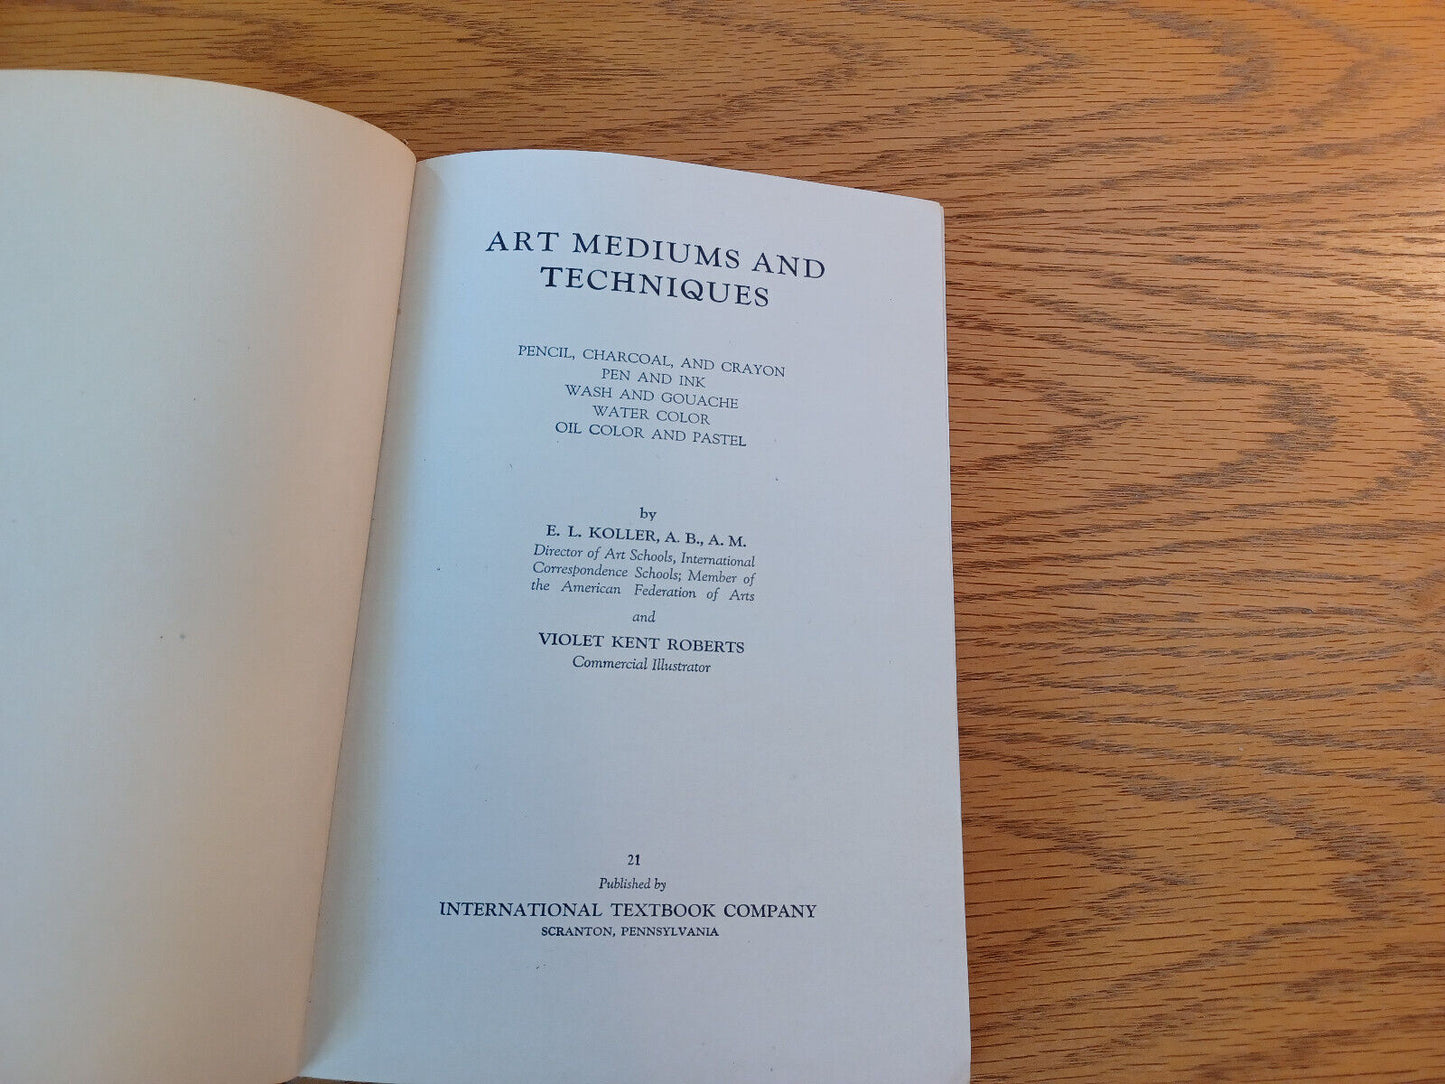 ART MEDIUMS AND
TECHNIQUES
PENCIL, CHARCOAL, AND CRAYON
PEN AND INK
WASH AND GOUACHE
WATER COLOR
OIL COLOR AND PASTEL
by
E. L. KOLLER, A. B., A. M.
Director of Art Schools, International
Correspondence Schools; Member of
the American Federation of Arts
and
VIOLET KENT ROBERTS
Commercial Illustrator
21
Published by
INTERNATIONAL TEXTBOOK COMPANY
SCRANTON, PENNSYLVANIA